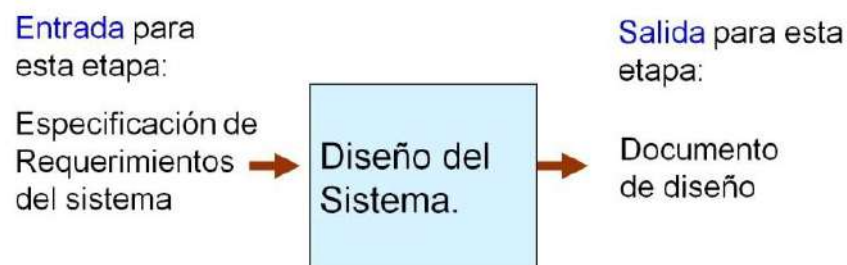 Entrada para
esta etapa:
Especificación de
Requerimientos
del sistema
Diseño del
Sistema.
Salida para esta
etapa:
Documento
de diseño